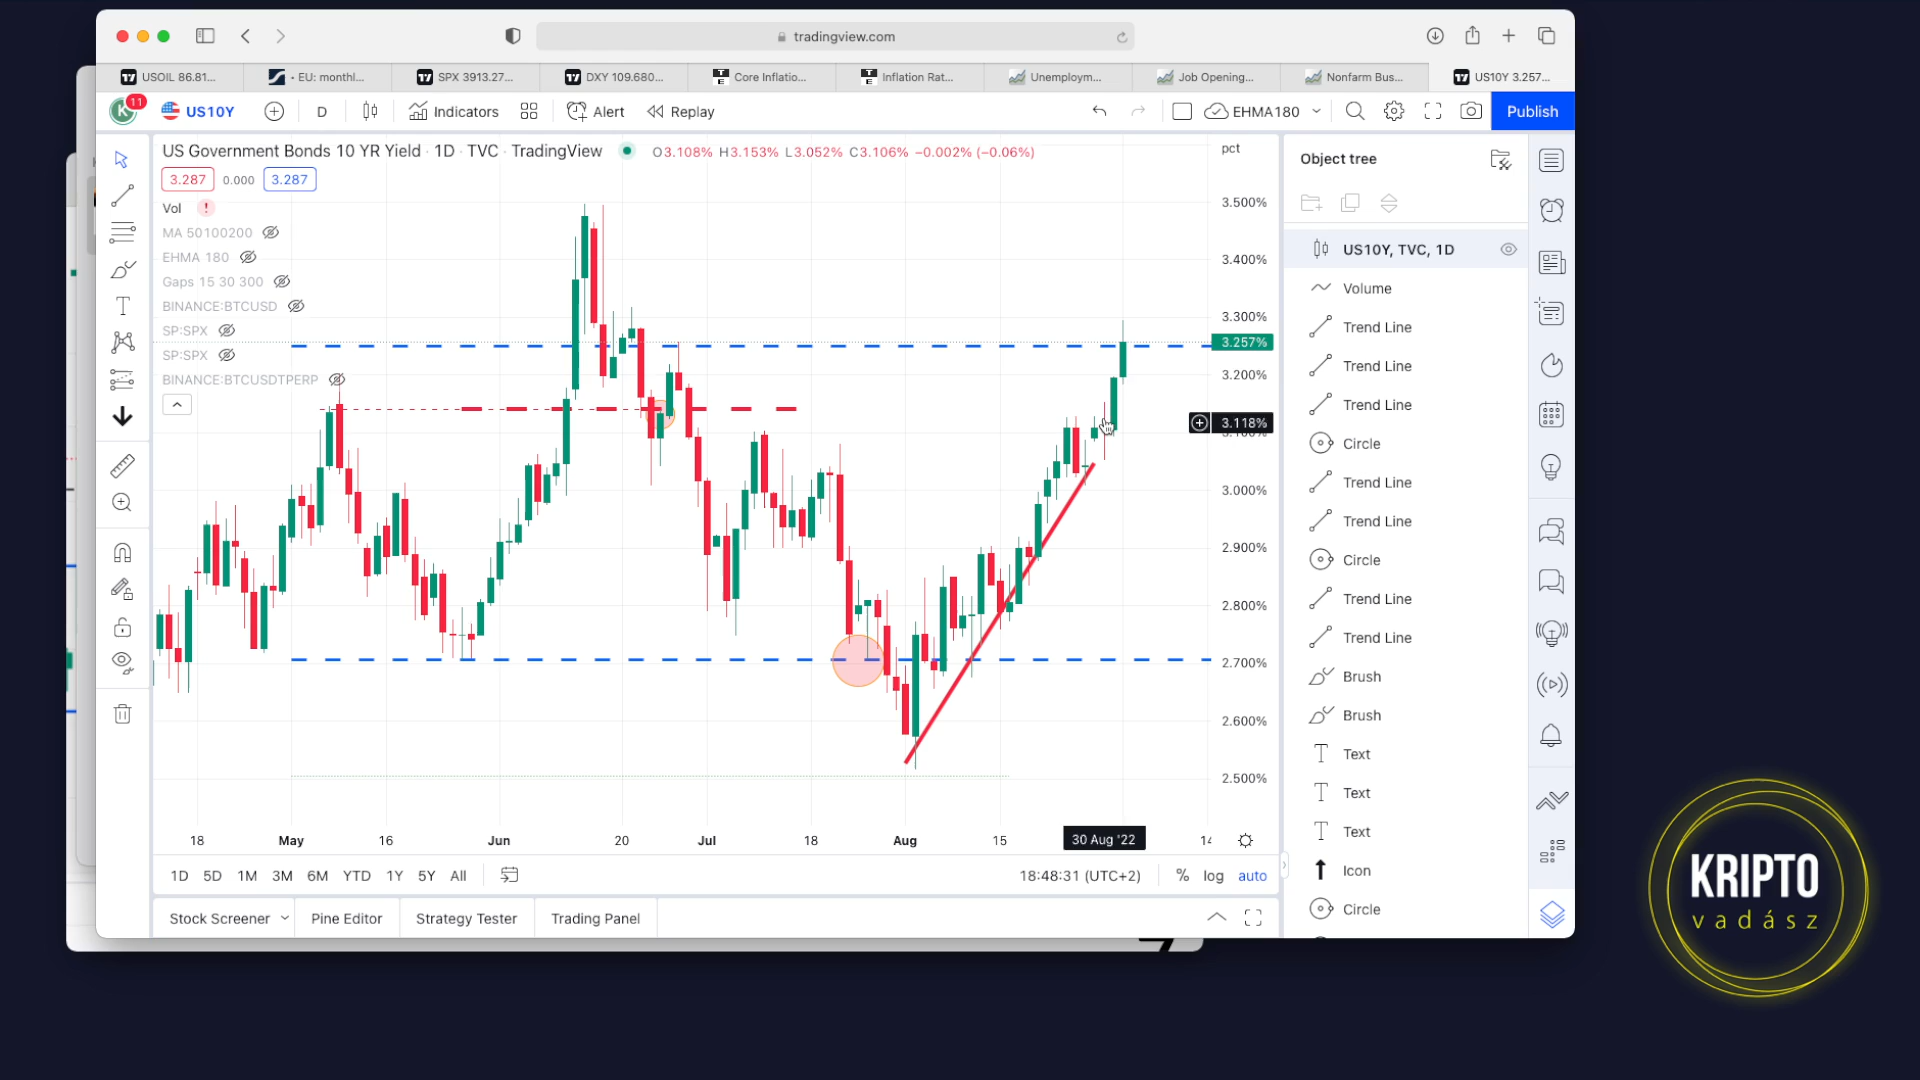 tradingview.com
USOIL 86.81...
• EU: monthl...
SPX 3913.27...
DXY 109.680...
Core Inflatio...
Inflation Rat...
Unemploym...
Job Opening...
Nonfarm Bus...
US10Y 3.257...
K
11
US10Y
D
Indicators
Alert
Replay
EHMA180
Publish
US Government Bonds 10 YR Yield · 1D · TVC · TradingView
O3.108% H3.153% L3.052% C3.106% −0.002% (−0.06%)
pct
3.287
0.000
3.287
Vol
!
MA 50100200
EHMA 180
Gaps 15 30 300
BINANCE:BTCUSD
SP:SPX
SP:SPX
BINANCE:BTCUSDTPERP
3.500%
3.400%
3.300%
3.257%
3.200%
3.118%
3.000%
2.900%
2.800%
2.700%
2.600%
2.500%
18
May
16
Jun
20
Jul
18
Aug
15
30 Aug '22
14
1D
5D
1M
3M
6M
YTD
1Y
5Y
All
18:48:31 (UTC+2)
%
log
auto
Stock Screener
Pine Editor
Strategy Tester
Trading Panel
Object tree
US10Y, TVC, 1D
Volume
Trend Line
Trend Line
Trend Line
Circle
Trend Line
Trend Line
Circle
Trend Line
Trend Line
Brush
Brush
Text
Text
Text
Icon
Circle
KRIPTO
vadász